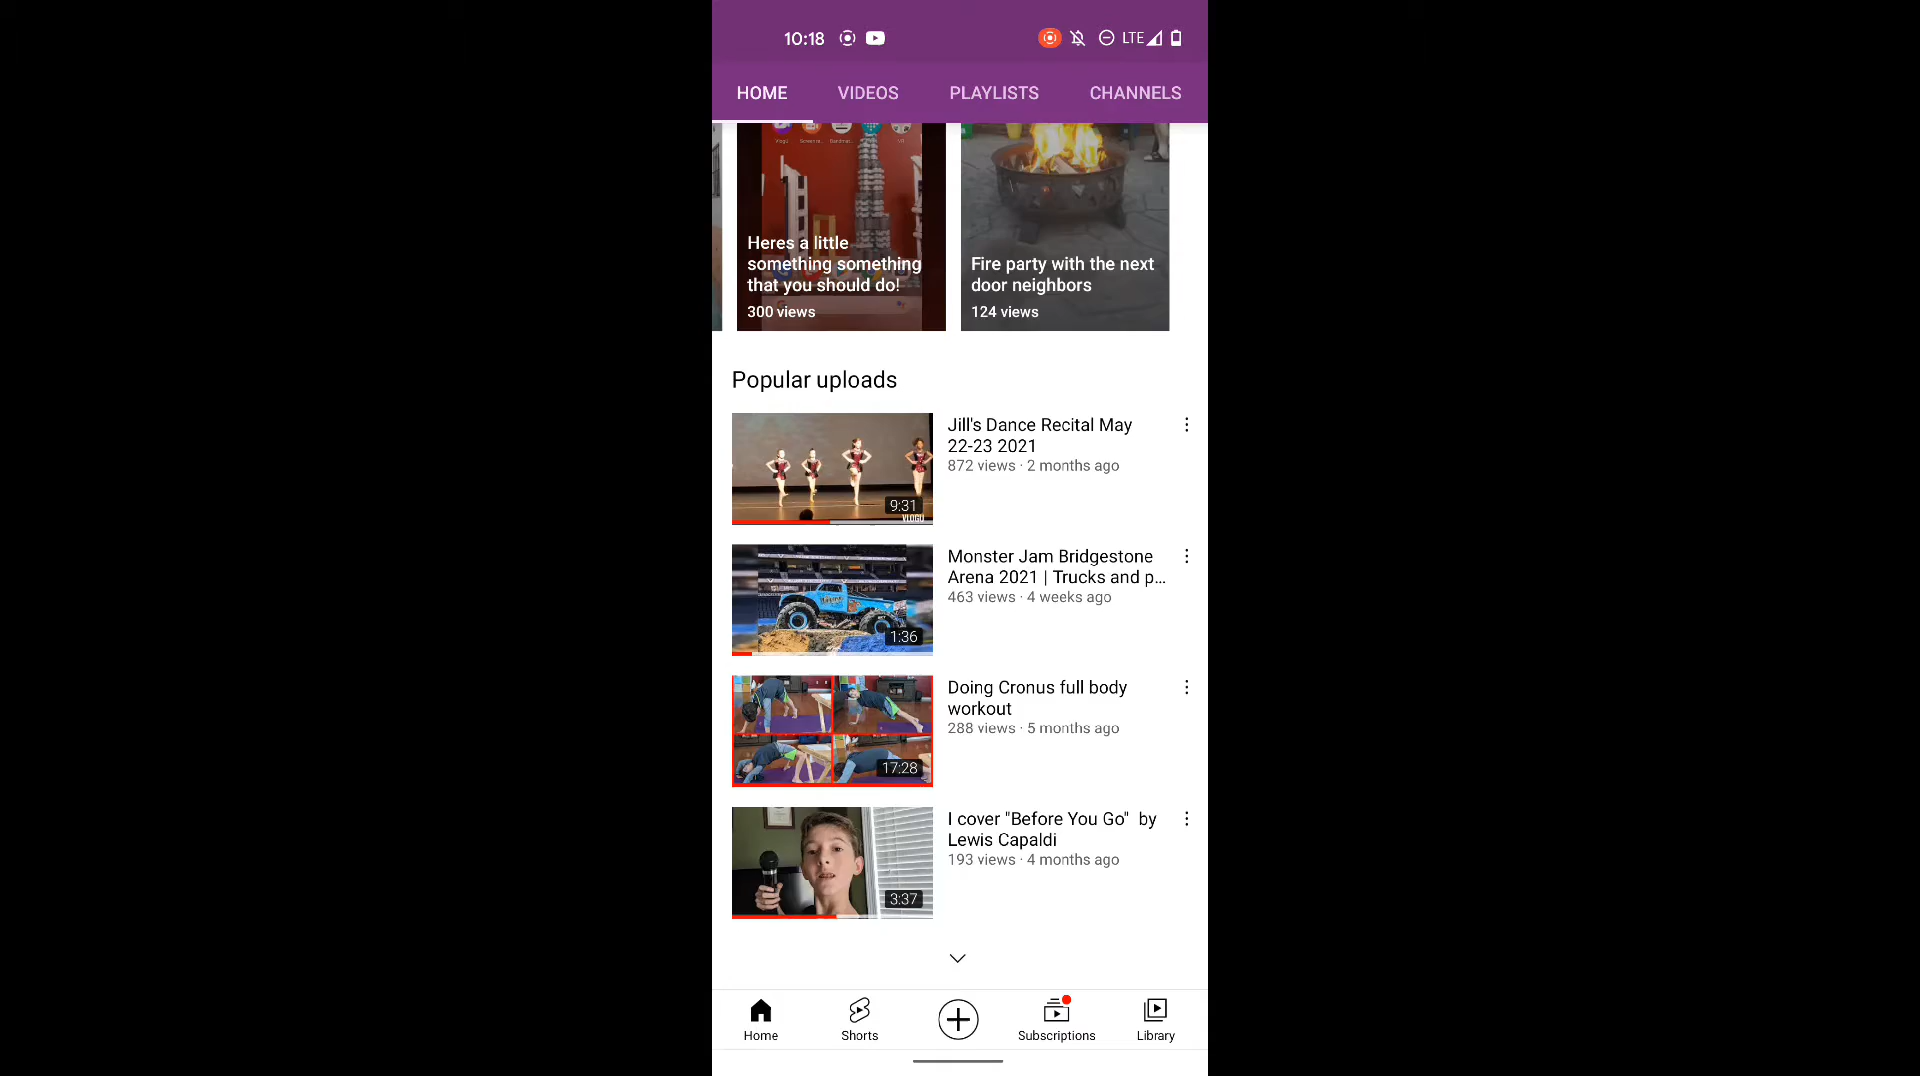 10:18
LTE
HOME VIDEOS PLAYLISTS CHANNELS
Heres a little
something something
that you should do!
300 views
Fire party with the next
door neighbors
124 views
Popular uploads
Jill's Dance Recital May
22-23 2021
872 views · 2 months ago
9:31
VLOGU
Monster Jam Bridgestone
Arena 2021 | Trucks and p...
463 views · 4 weeks ago
1:36
Doing Cronus full body
workout
288 views · 5 months ago
17:28
I cover "Before You Go" by
Lewis Capaldi
193 views · 4 months ago
3:37
Home Shorts Subscriptions Library